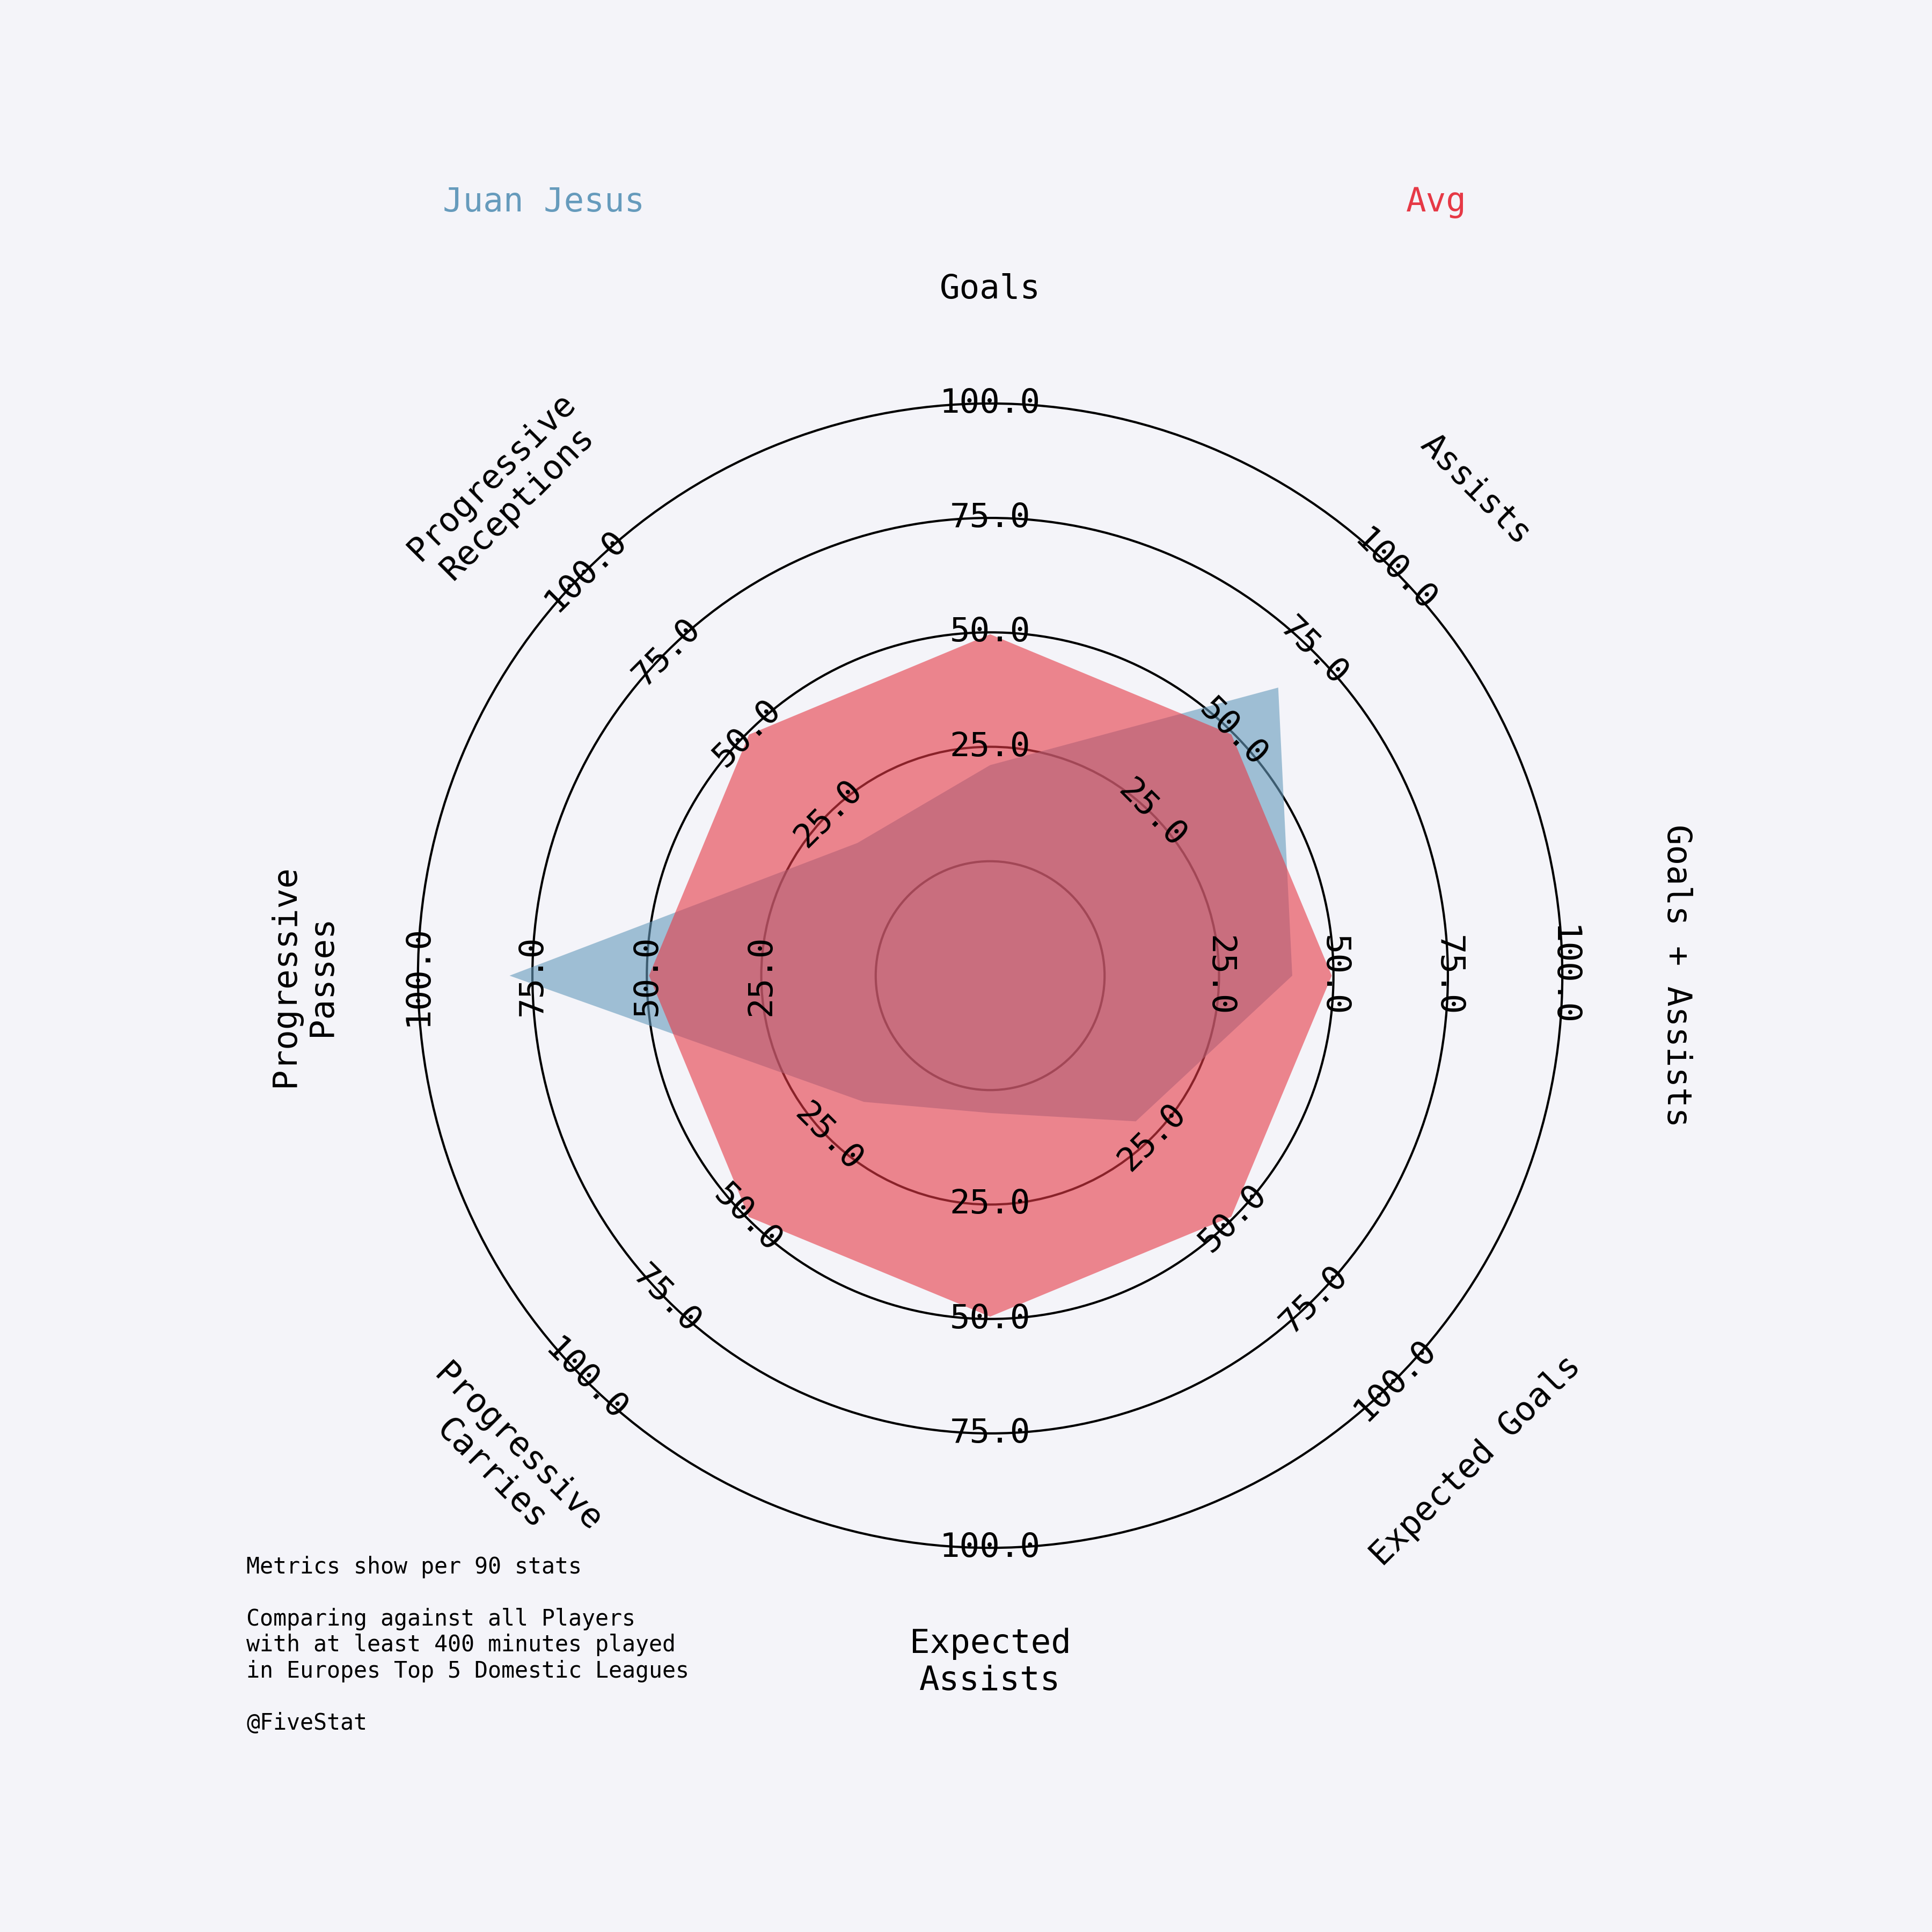 Juan Jesus
Avg
Goals
Assists
Goals + Assists
Expected Goals
Expected
Assists
Progressive
Carries
Progressive
Passes
Progressive
Receptions
25.0
50.0
75.0
100.0
25.0
50.0
75.0
100.0
25.0
50.0
75.0
100.0
25.0
50.0
75.0
100.0
25.0
50.0
75.0
100.0
25.0
50.0
75.0
100.0
25.0
50.0
75.0
100.0
25.0
50.0
75.0
100.0
Metrics show per 90 stats
Comparing against all Players
with at least 400 minutes played
in Europes Top 5 Domestic Leagues
@FiveStat